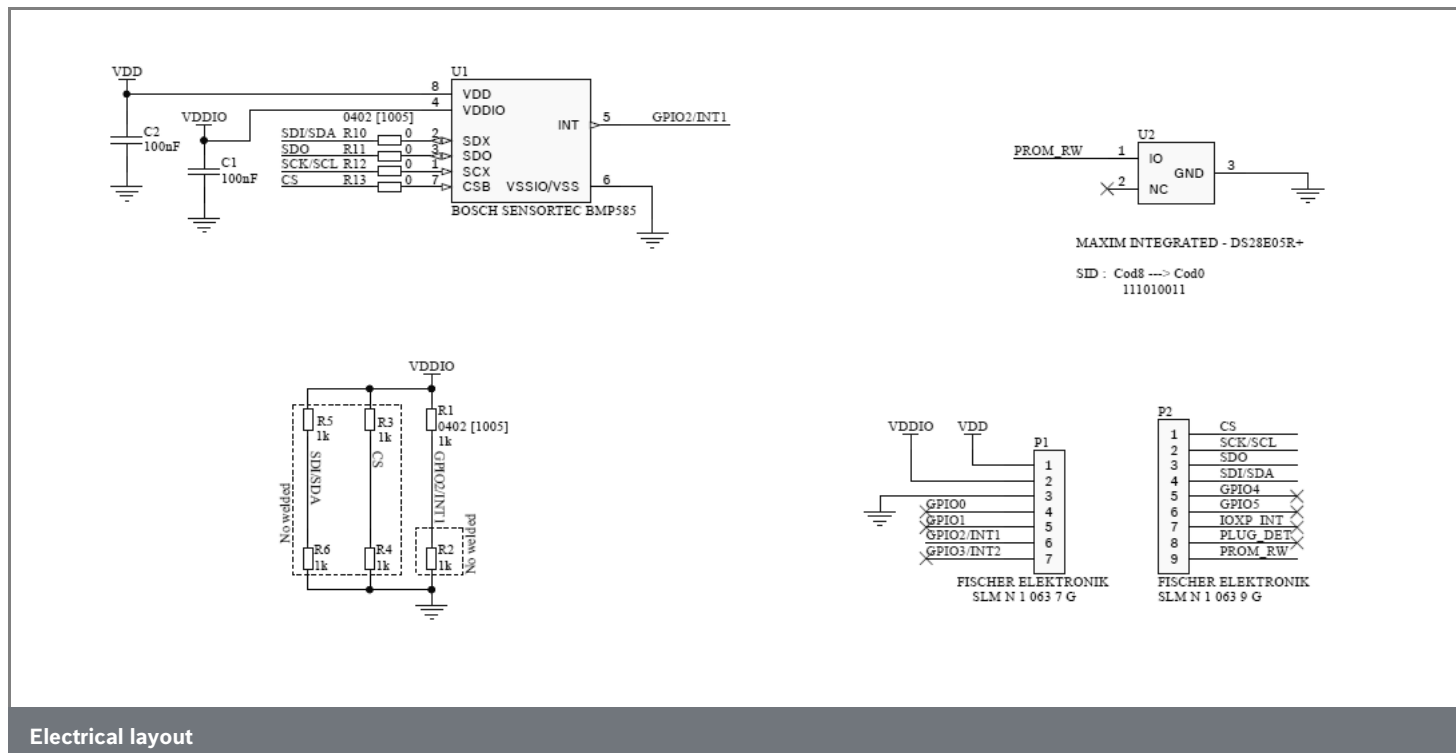 VDD
C2
100nF
VDDIO
C1
100nF
0402 [1005]
SDI/SDA R10 0 2
SDO R11 0 3
SCK/SCL R12 0 1
CS R13 0 7
U1
8 VDD
4 VDDIO
SDX
SDO
SCX
CSB
INT 5 GPIO2/INT1
VSSIO/VSS 6
BOSCH SENSORTEC BMP585
U2
PROM_RW 1 IO
GND 3
2 NC
MAXIM INTEGRATED - DS28E05R+
SID : Cod8 ---> Cod0
111010011
VDDIO
R5
1k
R3
1k
R1
0402 [1005]
1k
SDI/SDA
CS
GPIO2/INT1
No welded
R6
1k
R4
1k
R2
1k
No welded
VDDIO
VDD
P1
1
2
3
GPIO0 4
GPIO1 5
GPIO2/INT1 6
GPIO3/INT2 7
FISCHER ELEKTRONIK
SLM N 1 063 7 G
P2
1 CS
2 SCK/SCL
3 SDO
4 SDI/SDA
5 GPIO4
6 GPIO5
7 IOXP_INT
8 PLUG_DET
9 PROM_RW
FISCHER ELEKTRONIK
SLM N 1 063 9 G
Electrical layout